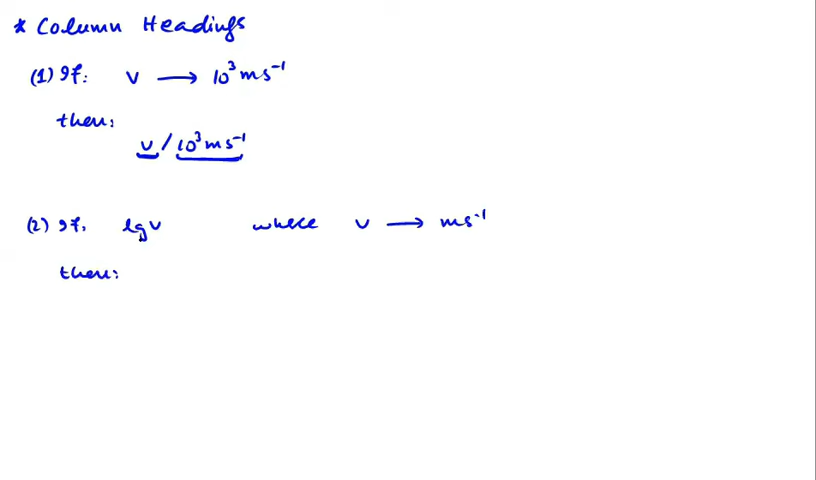 * Column Headings
(1) If: v → 10³ ms⁻¹
then:
v / 10³ ms⁻¹
(2) If, lg v where v → ms⁻¹
then: